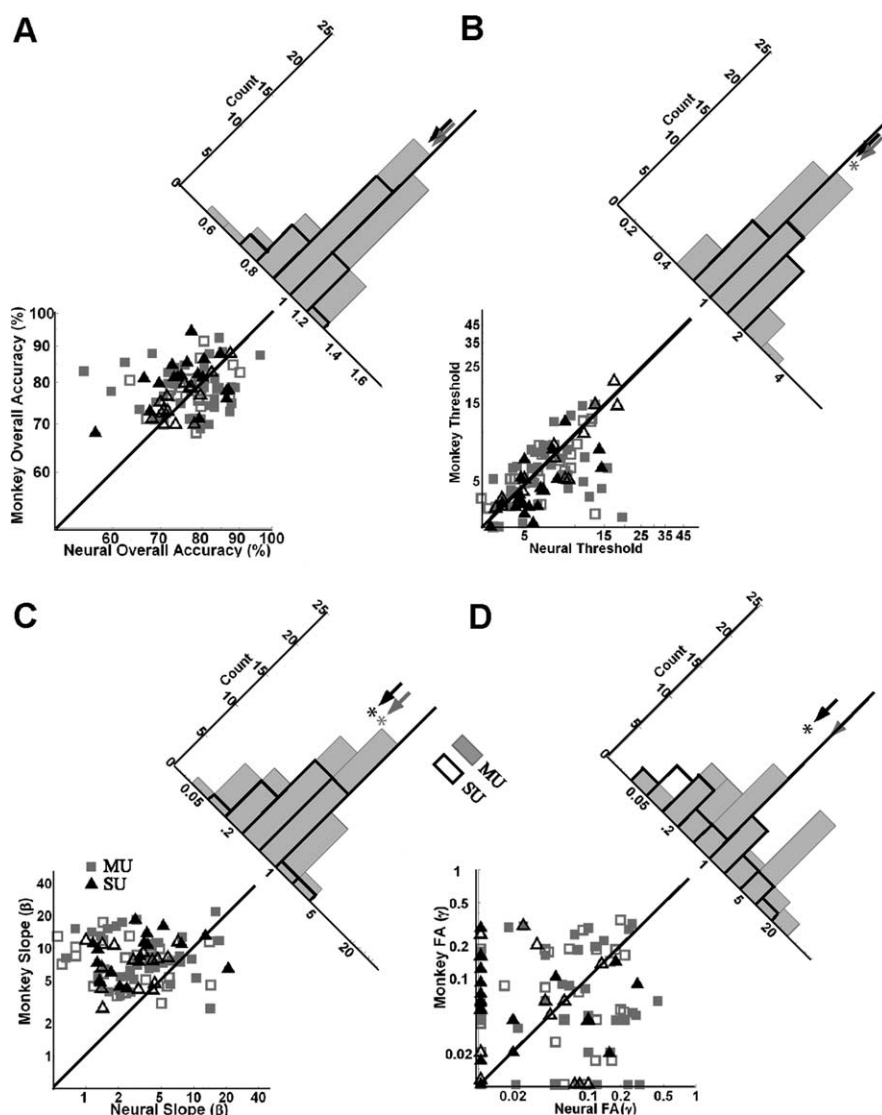 A
25
20
Count 15
10
5
0
0.6
0.8
1
1.2
1.4
1.6
100
90
80
70
60
Monkey Overall Accuracy (%)
60 70 80 90 100
Neural Overall Accuracy (%)
B
25
20
Count 15
10
5
0
0.2
0.4
1
2
4
*
45
35
25
15
5
Monkey Threshold
5 15 25 35 45
Neural Threshold
C
25
20
Count 15
10
5
0
0.05
.2
1
5
20
*
*
MU
SU
MU
SU
40
20
10
5
2
1
Monkey Slope (β)
1 2 5 10 20 40
Neural Slope (β)
D
25
20
Count 15
10
5
0
0.05
.2
1
5
20
*
1
0.5
0.2
0.1
0.02
Monkey FA (γ)
0.02 0.1 0.2 1
Neural FA(γ)